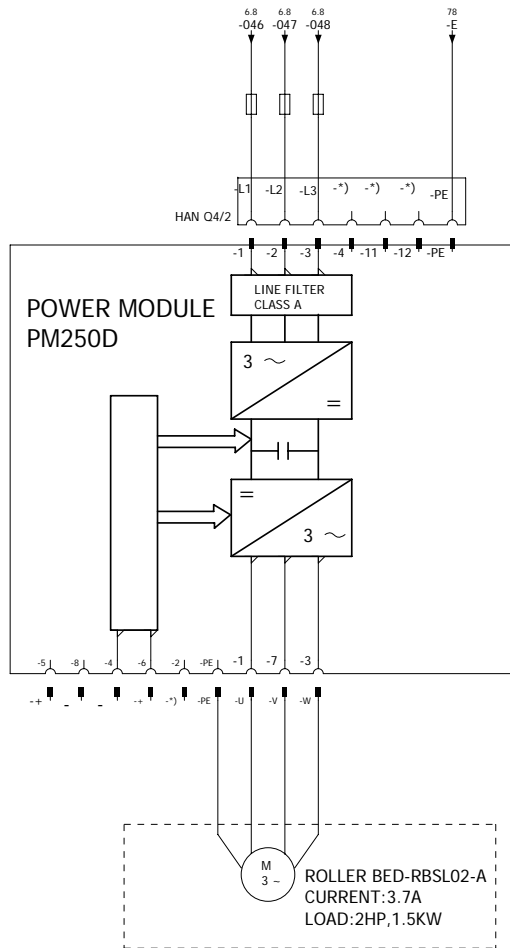 6.8 6.8 6.8 78
-046 -047 -048 -E
-L1 -L2 -L3 -*) -*) -*) -PE
HAN Q4/2
-1 -2 -3 -4 -11 -12 -PE
LINE FILTER
CLASS A
POWER MODULE
PM250D
3 ~
=
=
3 ~
-5 -8 -4 -6 -2 -PE -1 -7 -3
-+ - - -+ -*) -PE -U -V -W
M
3 ~
ROLLER BED-RBSL02-A
CURRENT:3.7A
LOAD:2HP,1.5KW